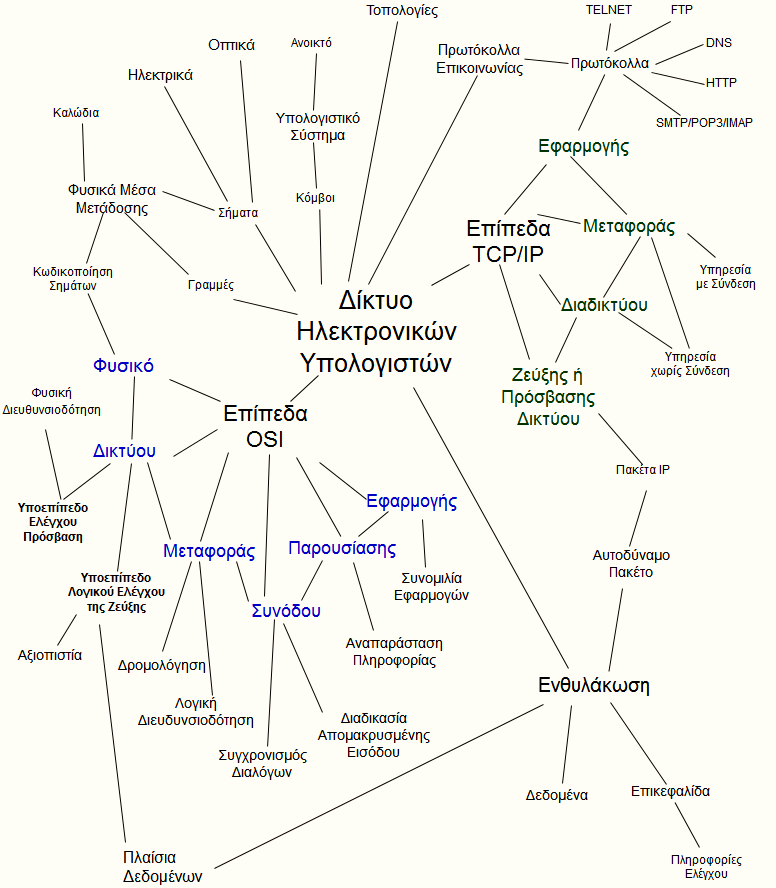 Τοπολογίες
TELNET
FTP
DNS
HTTP
SMTP/POP3/IMAP
Πρωτόκολλα
Πρωτόκολλα
Επικοινωνίας
Οπτικά
Ανοικτό
Ηλεκτρικά
Καλώδια
Υπολογιστικό
Σύστημα
Εφαρμογής
Φυσικά Μέσα
Μετάδοσης
Σήματα
Κόμβοι
Επίπεδα
TCP/IP
Μεταφοράς
Υπηρεσία
με Σύνδεση
Κωδικοποίηση
Σημάτων
Γραμμές
Δίκτυο
Ηλεκτρονικών
Υπολογιστών
Διαδικτύου
Υπηρεσία
χωρίς Σύνδεση
Φυσικό
Ζεύξης ή
Πρόσβασης
Δικτύου
Φυσική
Διευθυνσιοδότηση
Επίπεδα
OSI
Δικτύου
Πακέτα IP
Εφαρμογής
Υποεπίπεδο
Ελέγχου
Πρόσβαση
Μεταφοράς
Παρουσίασης
Αυτοδύναμο
Πακέτο
Υποεπίπεδο
Λογικού Ελέγχου
της Ζεύξης
Συνομιλία
Εφαρμογών
Συνόδου
Αξιοπιστία
Δρομολόγηση
Αναπαράσταση
Πληροφορίας
Ενθυλάκωση
Λογική
Διευδυνσιοδότηση
Διαδικασία
Απομακρυσμένης
Εισόδου
Συγχρονισμός
Διαλόγων
Δεδομένα
Επικεφαλίδα
Πλαίσια
Δεδομένων
Πληροφορίες
Ελέγχου